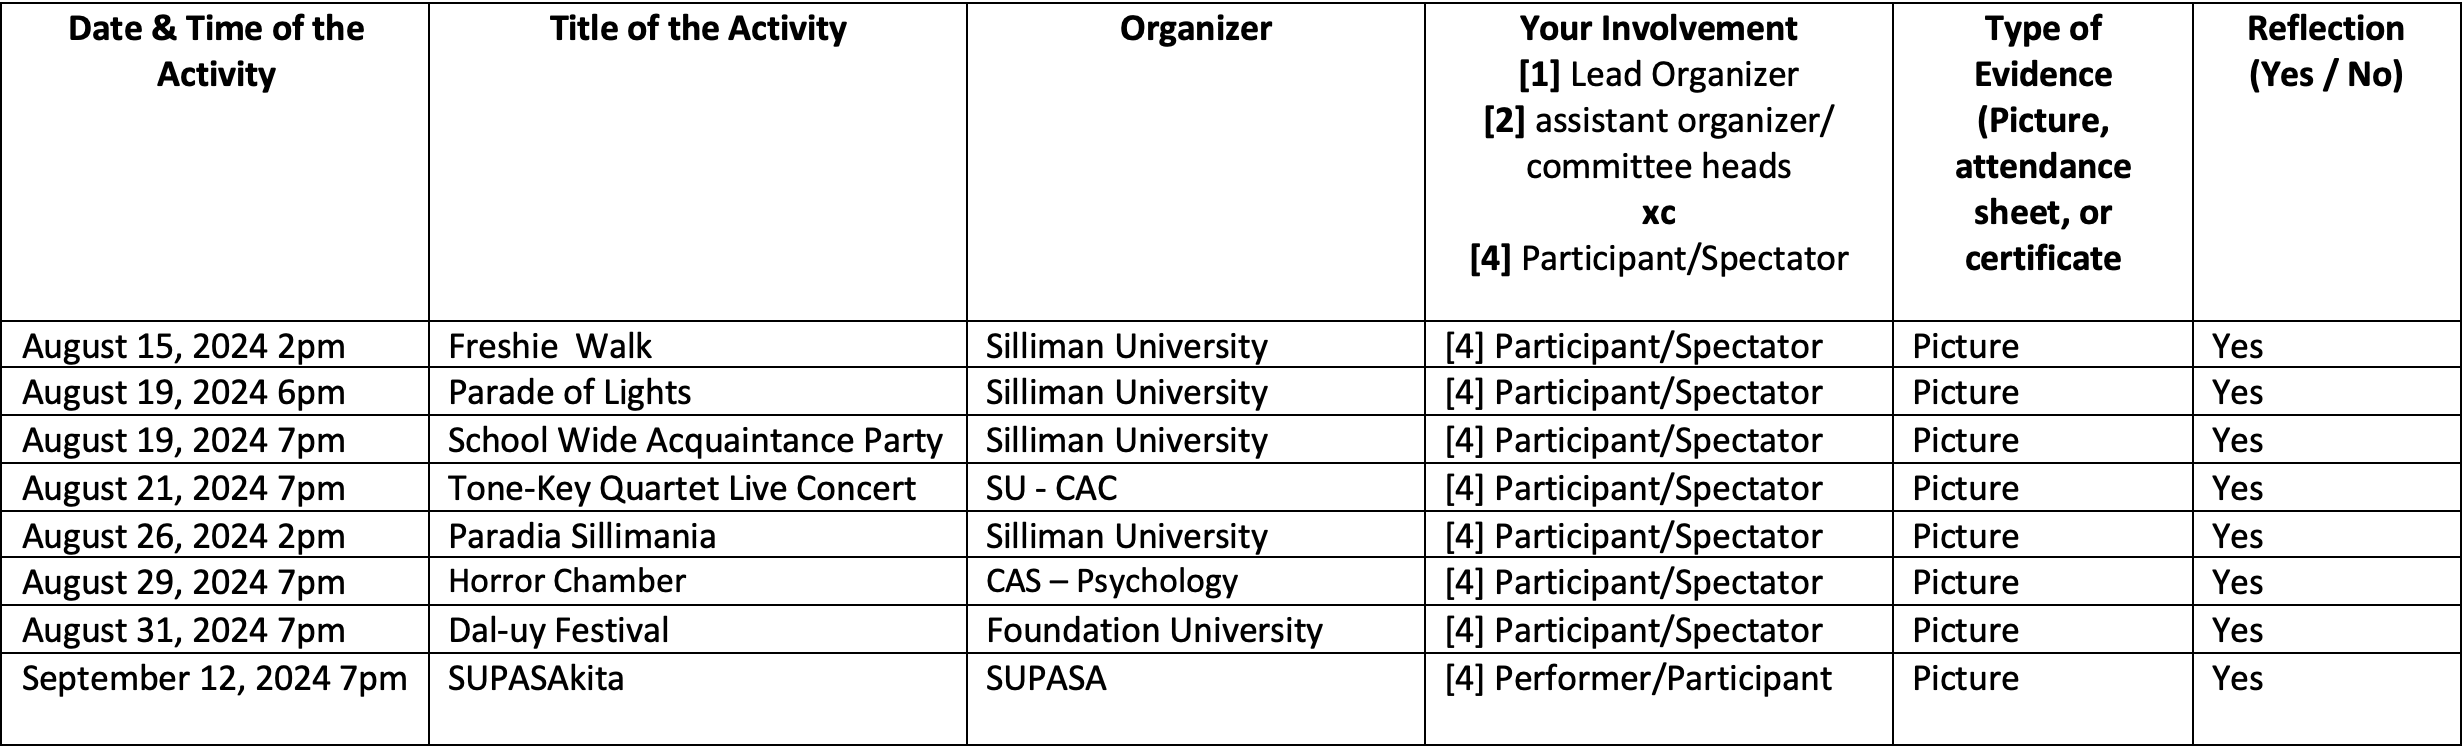 Date & Time of the Activity | Title of the Activity | Organizer | Your Involvement [1] Lead Organizer [2] assistant organizer/ committee heads xc [4] Participant/Spectator | Type of Evidence (Picture, attendance sheet, or certificate | Reflection (Yes / No)
August 15, 2024 2pm | Freshie  Walk | Silliman University | [4] Participant/Spectator | Picture | Yes
August 19, 2024 6pm | Parade of Lights | Silliman University | [4] Participant/Spectator | Picture | Yes
August 19, 2024 7pm | School Wide Acquaintance Party | Silliman University | [4] Participant/Spectator | Picture | Yes
August 21, 2024 7pm | Tone-Key Quartet Live Concert | SU - CAC | [4] Participant/Spectator | Picture | Yes
August 26, 2024 2pm | Paradia Sillimania | Silliman University | [4] Participant/Spectator | Picture | Yes
August 29, 2024 7pm | Horror Chamber | CAS – Psychology | [4] Participant/Spectator | Picture | Yes
August 31, 2024 7pm | Dal-uy Festival | Foundation University | [4] Participant/Spectator | Picture | Yes
September 12, 2024 7pm | SUPASAkita | SUPASA | [4] Performer/Participant | Picture | Yes